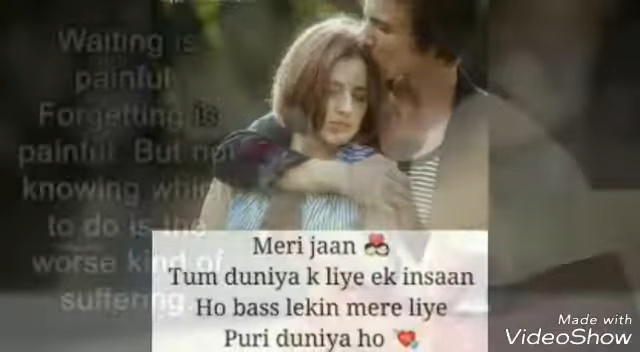 Waiting is
painful
Forgetting is
painful. But not
knowing which
to do is the
worse kind of
suffering.
Meri jaan 💑
Tum duniya k liye ek insaan
Ho bass lekin mere liye
Puri duniya ho 💘
Made with
VideoShow